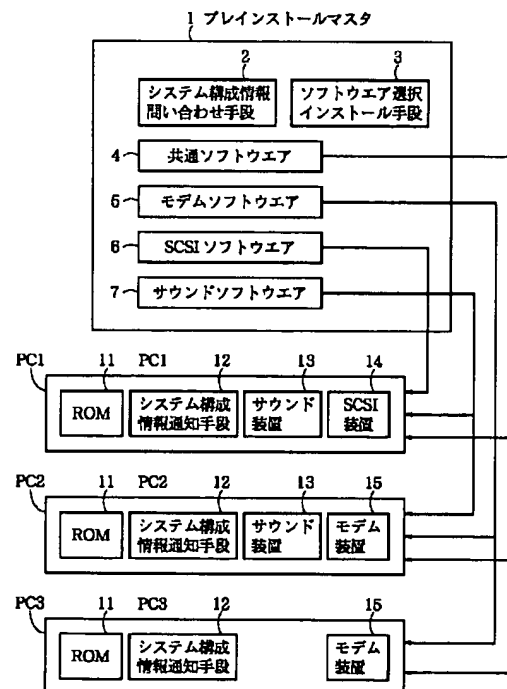 1 プレインストールマスタ
2
3
システム構成情報
問い合わせ手段
ソフトウエア選択
インストール手段
4
共通ソフトウエア
5
モデムソフトウエア
6
SCSI ソフトウエア
7
サウンドソフトウエア
PC1
11
PC1
12
13
14
ROM
システム構成
情報通知手段
サウンド
装置
SCSI
装置
PC2
11
PC2
12
13
15
ROM
システム構成
情報通知手段
サウンド
装置
モデム
装置
PC3
11
PC3
12
15
ROM
システム構成
情報通知手段
モデム
装置